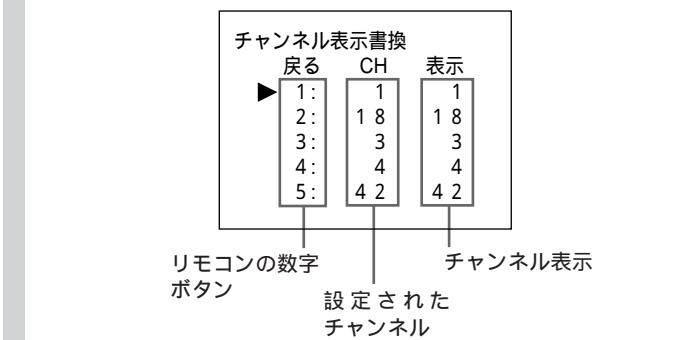 チャンネル表示書換
戻る CH 表示
▶ 1: 1 1
2: 18 18
3: 3 3
4: 4 4
5: 42 42
リモコンの数字
ボタン
設定された
チャンネル
チャンネル表示